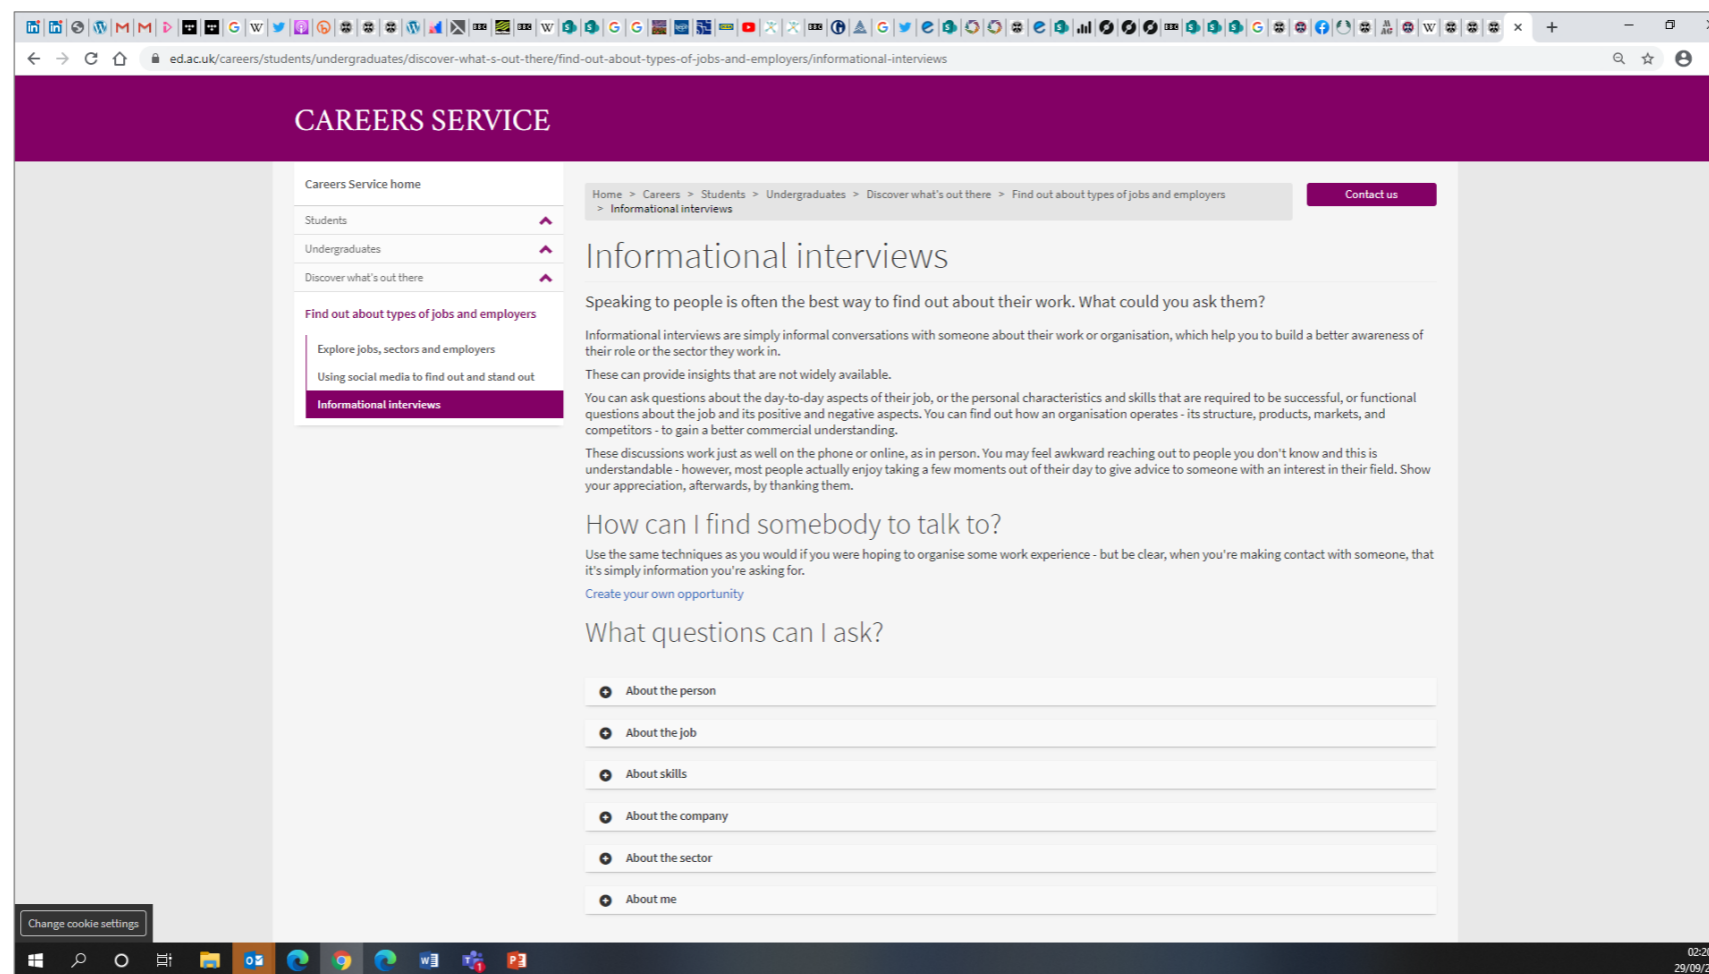 ed.ac.uk/careers/students/undergraduates/discover-what-s-out-there/find-out-about-types-of-jobs-and-employers/informational-interviews
CAREERS SERVICE
Careers Service home
Students
Undergraduates
Discover what's out there
Find out about types of jobs and employers
Explore jobs, sectors and employers
Using social media to find out and stand out
Informational interviews
Home > Careers > Students > Undergraduates > Discover what's out there > Find out about types of jobs and employers
> Informational interviews
Contact us
Informational interviews
Speaking to people is often the best way to find out about their work. What could you ask them?
Informational interviews are simply informal conversations with someone about their work or organisation, which help you to build a better awareness of
their role or the sector they work in.
These can provide insights that are not widely available.
You can ask questions about the day-to-day aspects of their job, or the personal characteristics and skills that are required to be successful, or functional
questions about the job and its positive and negative aspects. You can find out how an organisation operates - its structure, products, markets, and
competitors - to gain a better commercial understanding.
These discussions work just as well on the phone or online, as in person. You may feel awkward reaching out to people you don't know and this is
understandable - however, most people actually enjoy taking a few moments out of their day to give advice to someone with an interest in their field. Show
your appreciation, afterwards, by thanking them.
How can I find somebody to talk to?
Use the same techniques as you would if you were hoping to organise some work experience - but be clear, when you're making contact with someone, that
it's simply information you're asking for.
Create your own opportunity
What questions can I ask?
About the person
About the job
About skills
About the company
About the sector
About me
Change cookie settings
02:20
29/09/2